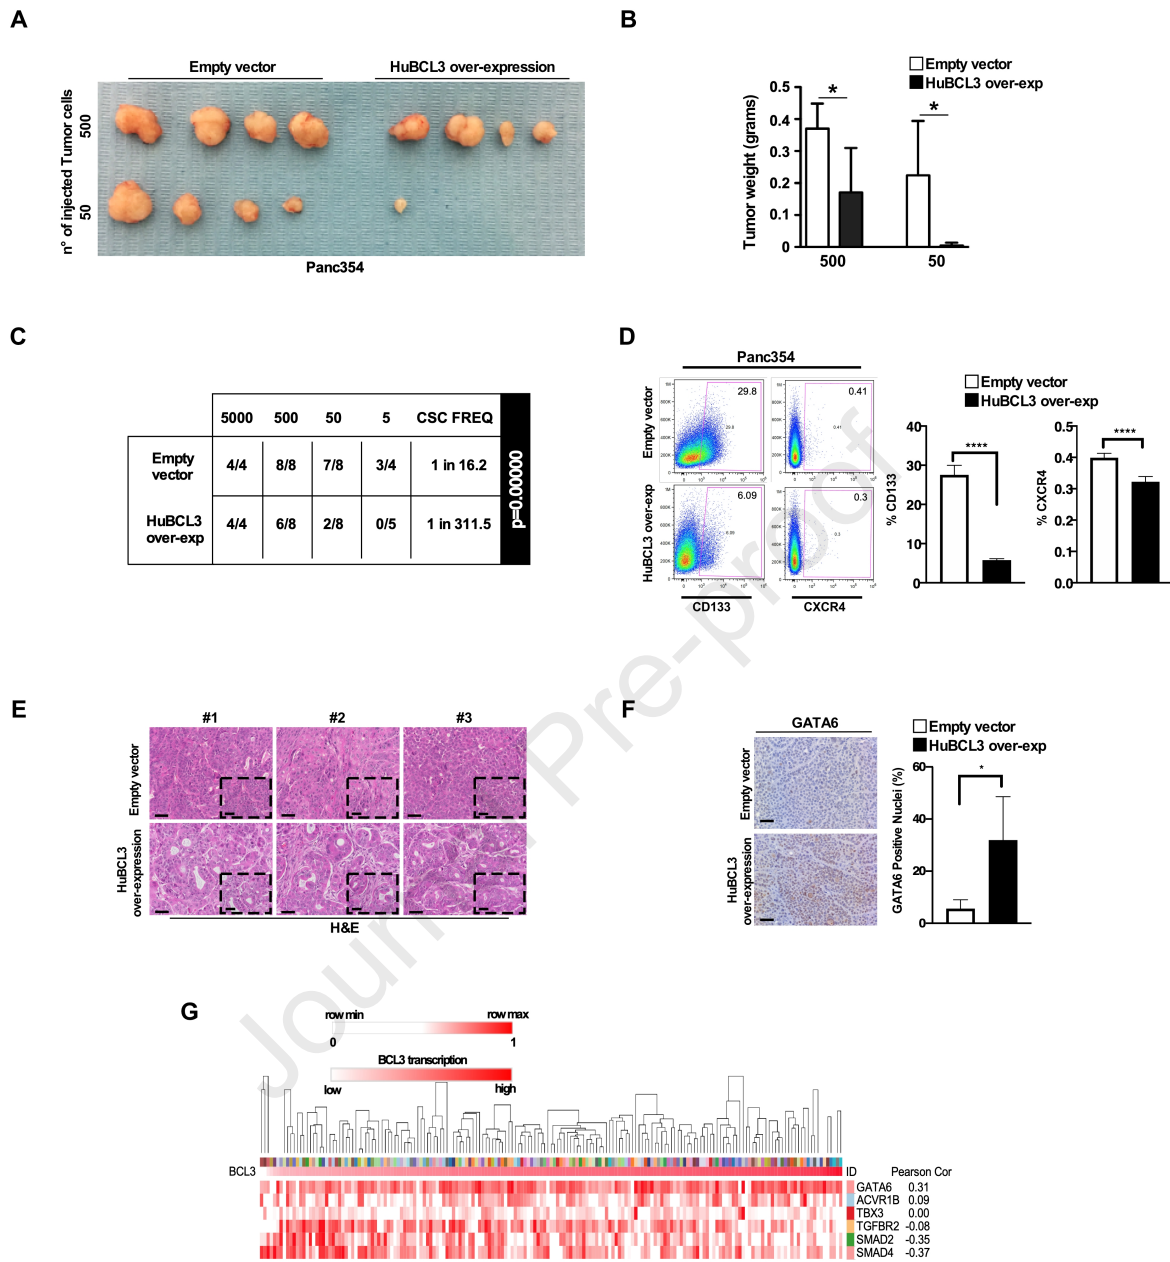 A
Empty vector
HuBCL3 over-expression
n° of injected Tumor cells
500
50
Panc354
B
Empty vector
HuBCL3 over-exp
Tumor weight (grams)
0.5
0.4
0.3
0.2
0.1
0
*
*
500
50
C
5000 500 50 5 CSC FREQ
Empty vector 4/4 8/8 7/8 3/4 1 in 16.2
HuBCL3 over-exp 4/4 6/8 2/8 0/5 1 in 311.5
p=0.00000
D
Panc354
Empty vector
HuBCL3 over-exp
29.8
0.41
6.09
0.3
CD133
CXCR4
Empty vector
HuBCL3 over-exp
% CD133
40
30
20
10
0
****
% CXCR4
0.5
0.4
0.3
0.2
0.1
0
****
E
#1 #2 #3
Empty vector
HuBCL3
over-expression
H&E
F
GATA6
Empty vector
HuBCL3
over-expression
Empty vector
HuBCL3 over-exp
GATA6 Positive Nuclei (%)
60
40
20
0
*
G
row min row max
0 1
BCL3 transcription
low high
BCL3
ID Pearson Cor
GATA6 0.31
ACVR1B 0.09
TBX3 0.00
TGFBR2 -0.08
SMAD2 -0.35
SMAD4 -0.37
Journal Pre-proof